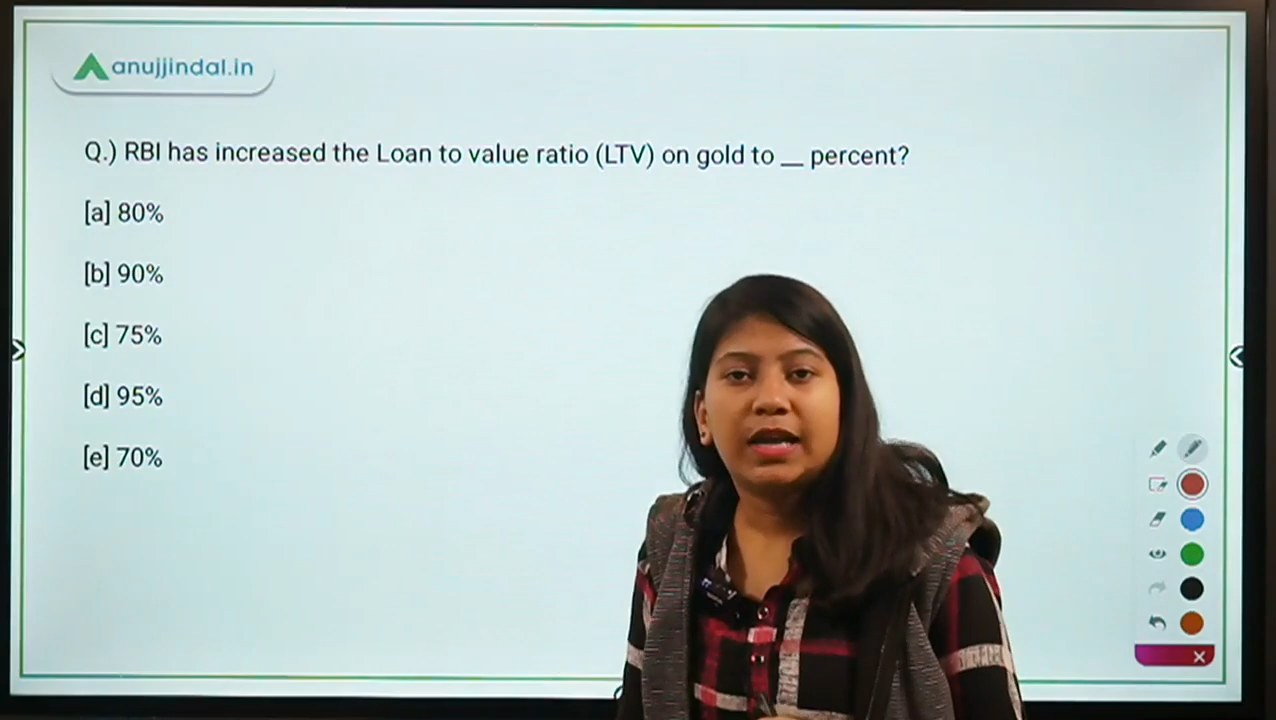 anujjindal.in
Q.) RBI has increased the Loan to value ratio (LTV) on gold to __ percent?
[a] 80%
[b] 90%
[c] 75%
[d] 95%
[e] 70%